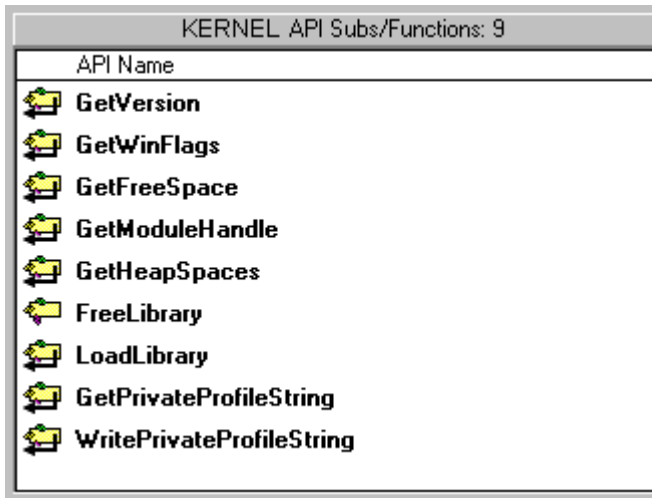 KERNEL API Subs/Functions: 9
API Name
GetVersion
GetWinFlags
GetFreeSpace
GetModuleHandle
GetHeapSpaces
FreeLibrary
LoadLibrary
GetPrivateProfileString
WritePrivateProfileString